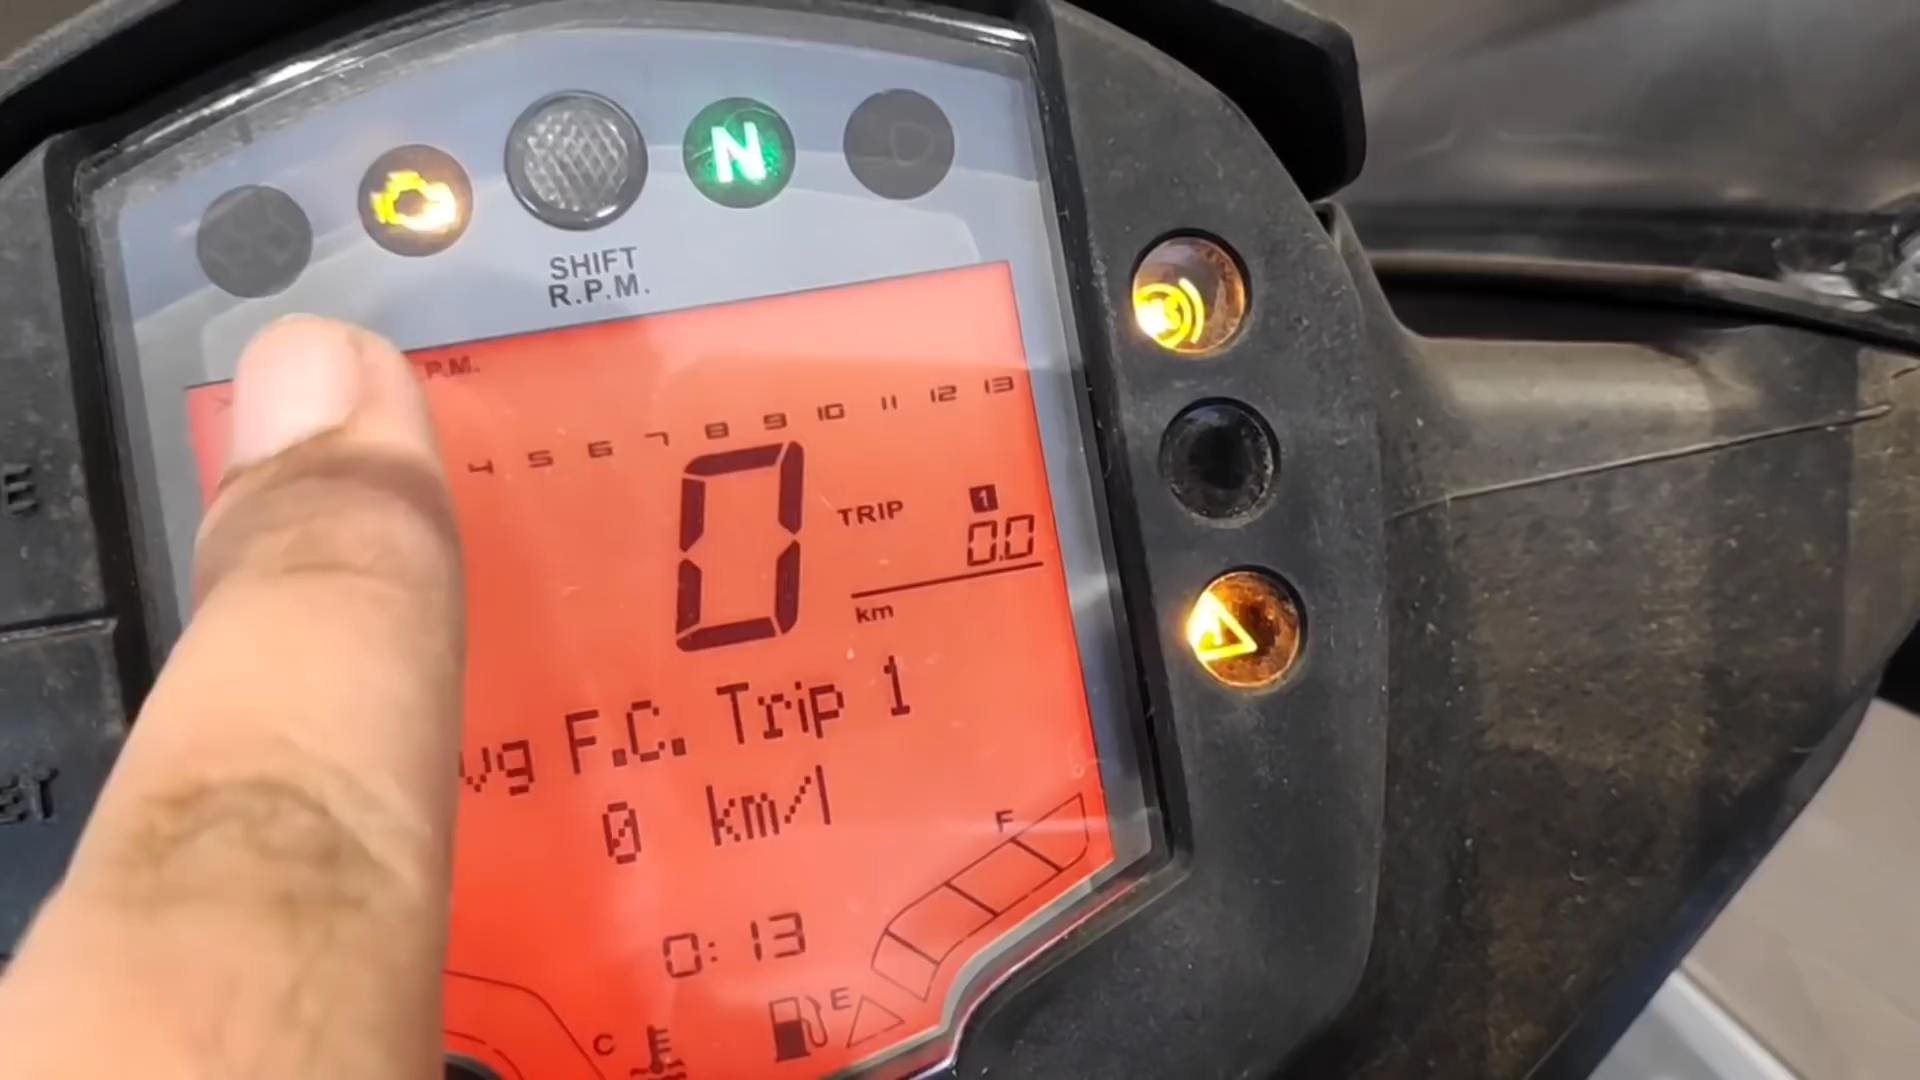 N
SHIFT
R.P.M.
P.M.
4 5 6 7 8 9 10 11 12 13
0
TRIP
1
0.0
km
vg F.C. Trip 1
0 km/l
F
0:13
E
C
E
ET